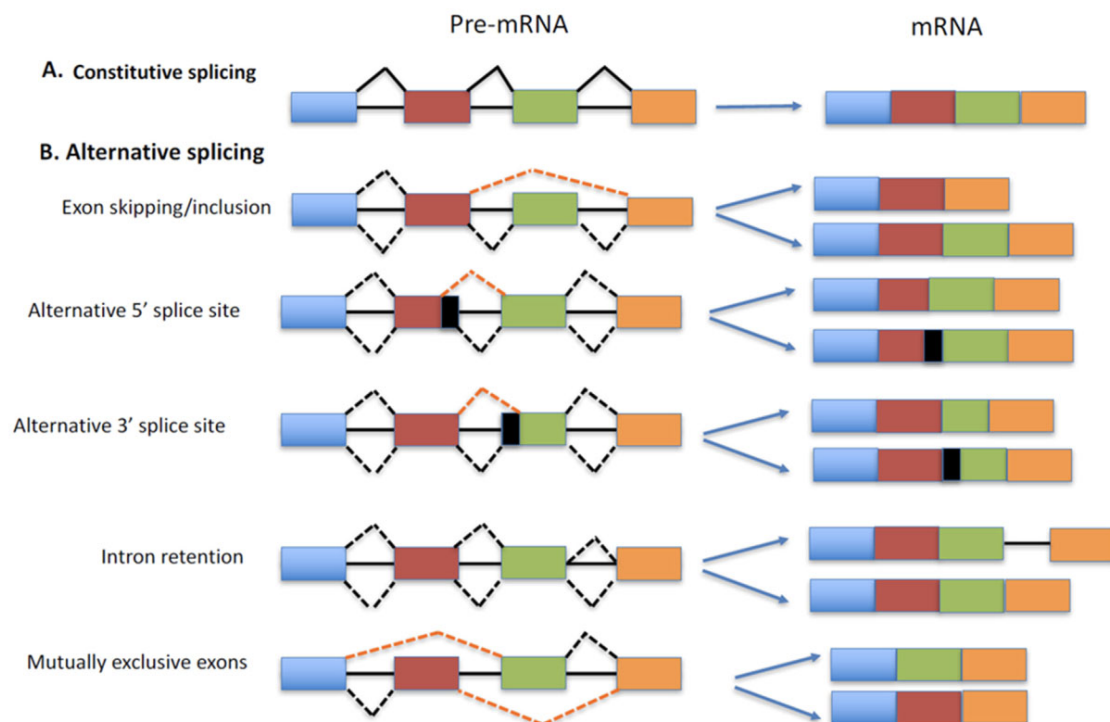 Pre-mRNA
mRNA
A. Constitutive splicing
B. Alternative splicing
Exon skipping/inclusion
Alternative 5’ splice site
Alternative 3’ splice site
Intron retention
Mutually exclusive exons